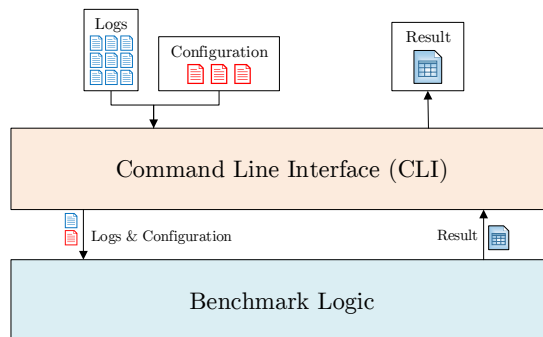 Logs
Configuration
Result
Command Line Interface (CLI)
Logs & Configuration
Result
Benchmark Logic